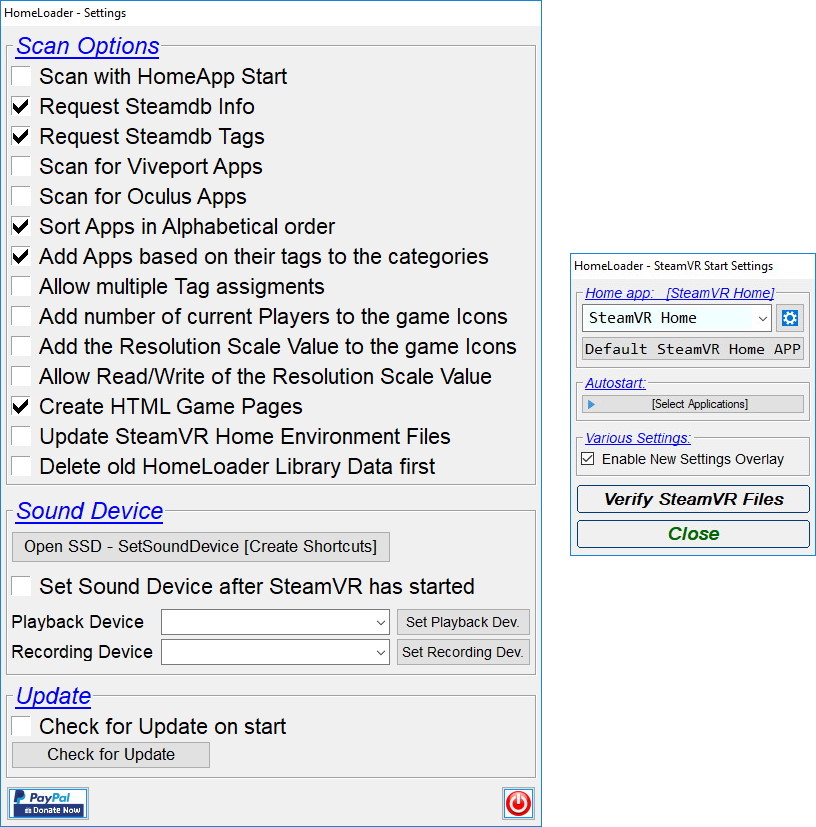 HomeLoader - Settings
Scan Options
Scan with HomeApp Start
Request Steamdb Info
Request Steamdb Tags
Scan for Viveport Apps
Scan for Oculus Apps
Sort Apps in Alphabetical order
Add Apps based on their tags to the categories
Allow multiple Tag assigments
Add number of current Players to the game Icons
Add the Resolution Scale Value to the game Icons
Allow Read/Write of the Resolution Scale Value
Create HTML Game Pages
Update SteamVR Home Environment Files
Delete old HomeLoader Library Data first
Sound Device
Open SSD - SetSoundDevice [Create Shortcuts]
Set Sound Device after SteamVR has started
Playback Device Set Playback Dev.
Recording Device Set Recording Dev.
Update
Check for Update on start
Check for Update
PayPal
Donate Now
HomeLoader - SteamVR Start Settings
Home app: [SteamVR Home]
SteamVR Home
Default SteamVR Home APP
Autostart:
[Select Applications]
Various Settings:
Enable New Settings Overlay
Verify SteamVR Files
Close